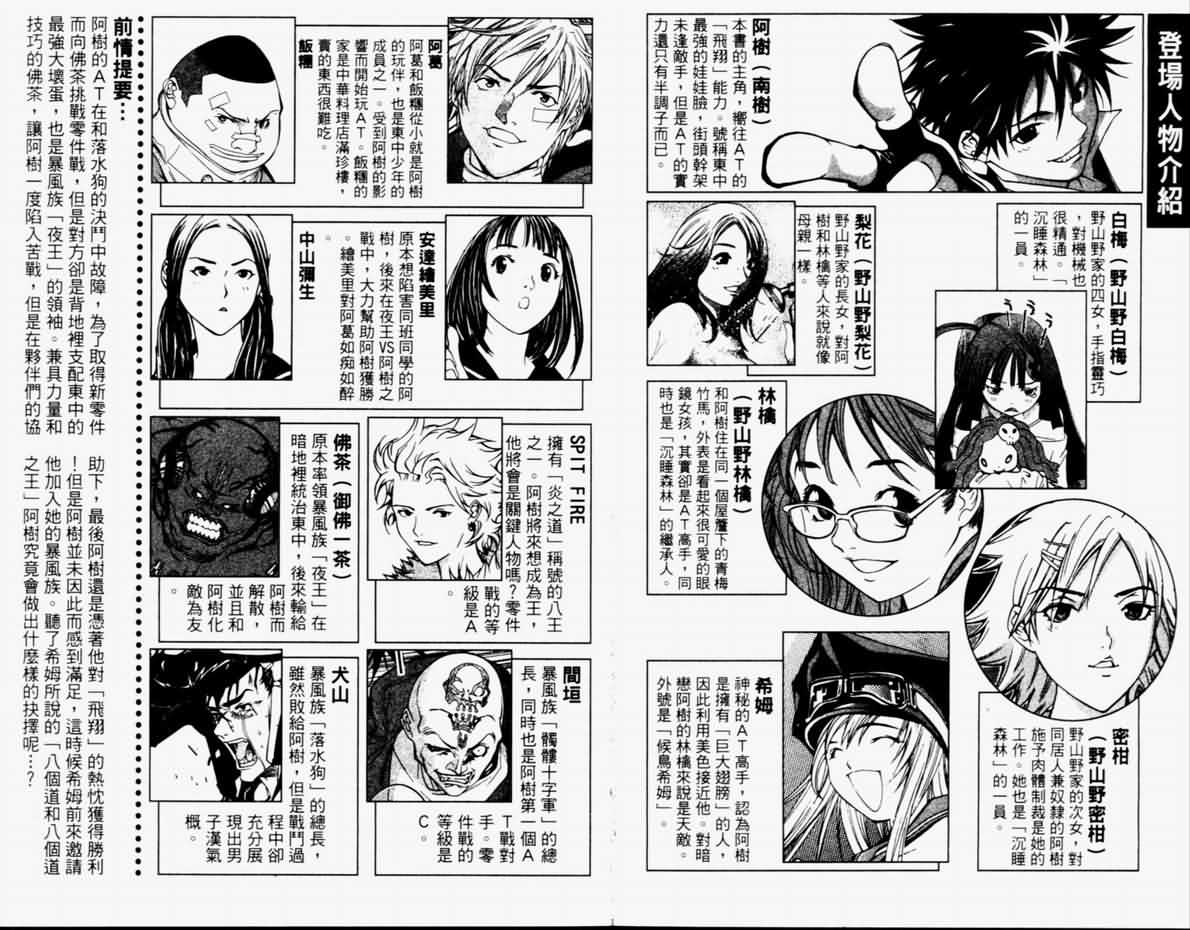 登場人物介紹
阿樹(南樹)
本書的主角，嚮往ＡＴ的
「飛翔」能力。號稱東中
最強的娃娃臉，街頭幹架
未逢敵手，但是ＡＴ的實
力還只有半調子而已。
白梅(野山野白梅)
野山野家的四女，手指靈巧
，對機械也
很精通。「
沉睡森林」
的一員。
梨花(野山野梨花)
野山野家的長女，對阿
樹和林檎等人來說就像
母親一樣。
林檎
(野山野林檎)
和阿樹住在同一個屋簷下的青梅
竹馬，外表是看起來很可愛的眼
鏡女孩，其實卻是ＡＴ高手，同
時也是「沉睡森林」的繼承人。
密柑
(野山野密柑)
野山野家的次女，對
同居人兼奴隸的阿樹
施予肉體制裁是她的
工作。她也是「沉睡
森林」的一員。
希姆
神秘的ＡＴ高手，認為阿樹
是擁有「巨大翅膀」的人，
因此利用美色接近他。對暗
戀阿樹的林檎來說是天敵。
外號是「候鳥希姆」。
阿葛
飯糰
阿葛和飯糰從小就是阿樹
的玩伴，也是東中少年的
成員之一。受到阿樹的影
響而開始玩ＡＴ。飯糰的
家是中華料理店滿珍樓，
賣的東西很難吃。
安達繪美里
中山彌生
原本想陷害同班同學的阿
樹，後來在夜王VS阿樹之
戰中，大力幫助阿樹獲勝
。繪美里對阿葛如痴如醉
。
SPIT FIRE
擁有「炎之道」稱號的八王
之一。阿樹將來想成為王，
他將會是關鍵人物嗎？零件
戰的等
級是Ａ
。
佛茶(御佛一茶)
原本率領暴風族「夜王」在
暗地裡統治東中，後來輸給
阿樹而
解散，
並且和
阿樹化
敵為友
。
間垣
暴風族「髑髏十字軍」的總
長，同時也是阿樹第一個Ａ
Ｔ戰對
手。零
件戰的
等級是
Ｃ。
犬山
暴風族「落水狗」的總長，
雖然敗給阿樹，但是戰鬥過
程中卻
充分展
現出男
子漢氣
概。
前情提要…
阿樹的ＡＴ在和落水狗的決鬥中故障，為了取得新零件
而向佛茶挑戰零件戰，但是對方卻是背地裡支配東中的
最強大壞蛋，也是暴風族「夜王」的領袖。兼具力量和
技巧的佛茶，讓阿樹一度陷入苦戰，但是在夥伴們的協
助下，最後阿樹還是憑著他對「飛翔」的熱忱獲得勝利
！但是阿樹並未因此而感到滿足，這時候希姆前來邀請
他加入她的暴風族。聽了希姆所說的「八個道和八個道
之王」阿樹究竟會做出什麼樣的抉擇呢…？